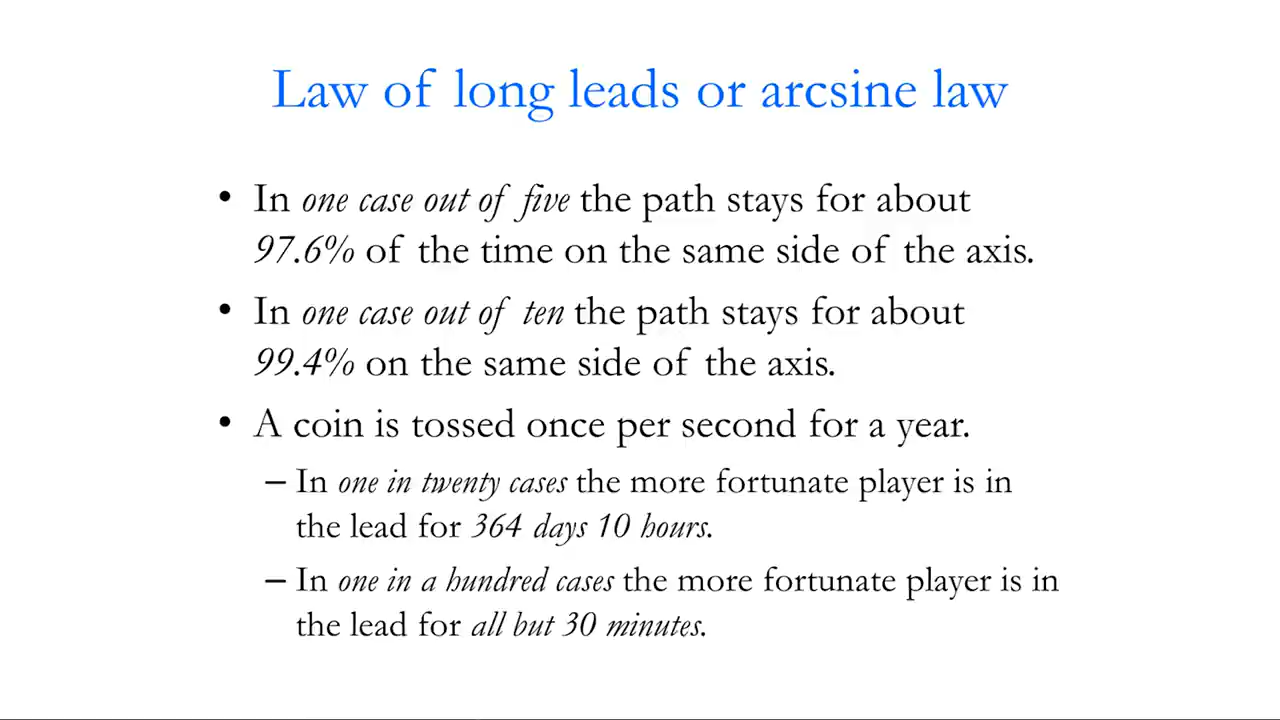 Law of long leads or arcsine law
• In one case out of five the path stays for about
97.6% of the time on the same side of the axis.
• In one case out of ten the path stays for about
99.4% on the same side of the axis.
• A coin is tossed once per second for a year.
– In one in twenty cases the more fortunate player is in
the lead for 364 days 10 hours.
– In one in a hundred cases the more fortunate player is in
the lead for all but 30 minutes.